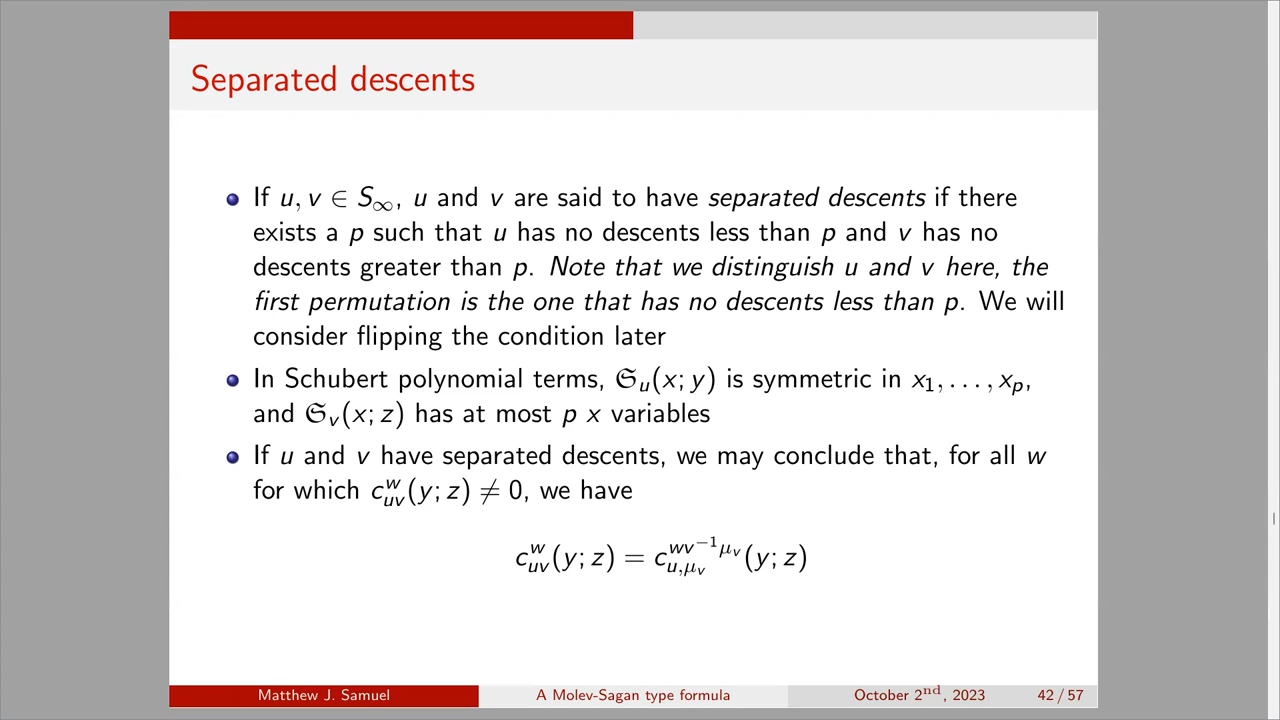 Separated descents
If u, v ∈ S∞, u and v are said to have separated descents if there
exists a p such that u has no descents less than p and v has no
descents greater than p. Note that we distinguish u and v here, the
first permutation is the one that has no descents less than p. We will
consider flipping the condition later
In Schubert polynomial terms, 𝔖_u(x; y) is symmetric in x_1, . . . , x_p,
and 𝔖_v(x; z) has at most p x variables
If u and v have separated descents, we may conclude that, for all w
for which c^w_{uv}(y; z) ≠ 0, we have
c^w_{uv}(y; z) = c^{wv^{-1}μ_v}_{u,μ_v}(y; z)
Matthew J. Samuel A Molev-Sagan type formula October 2nd, 2023 42 / 57